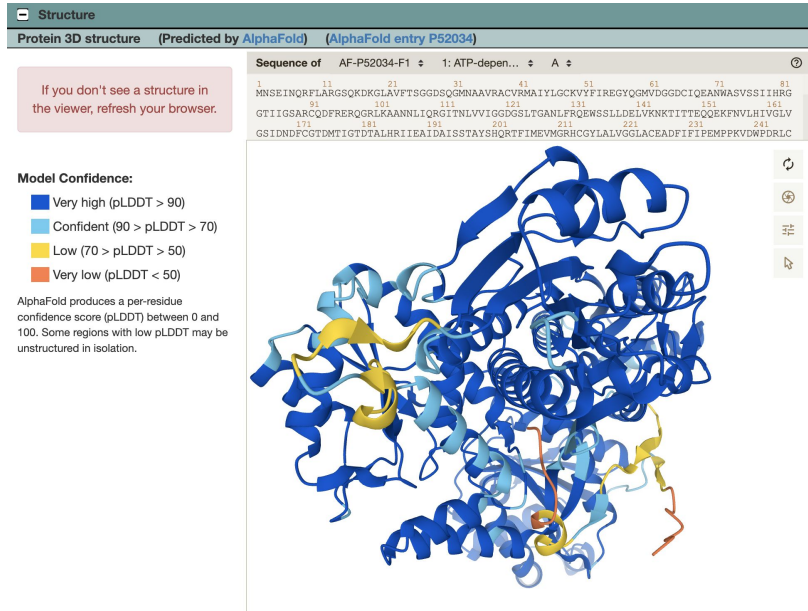 Structure
Protein 3D structure (Predicted by AlphaFold) (AlphaFold entry P52034)
If you don't see a structure in
the viewer, refresh your browser.
Model Confidence:
Very high (pLDDT > 90)
Confident (90 > pLDDT > 70)
Low (70 > pLDDT > 50)
Very low (pLDDT < 50)
AlphaFold produces a per-residue
confidence score (pLDDT) between 0 and
100. Some regions with low pLDDT may be
unstructured in isolation.
Sequence of AF-P52034-F1 1: ATP-depen... A
1 11 21 31 41 51 61 71 81
MNSEINQRFLARGSQKDKGLAVFTSGGDSQGMNAAVRACVRMAIYLGCKVYFIREGYQGMVDGGDCIQEANWASVSSIIHRG
91 101 111 121 131 141 151 161
GTIIGSARCQDFRERQGRLKAANNLIQRGITNLVVIGGDGSLTGANLFRQEWSSLLDELVKNKTITTEQQEKFNVLHIVGLV
171 181 191 201 211 221 231 241
GSIDNDFCGTDMTIGTDTALHRIIEAIDAISSTAYSHQRTFIMEVMGRHCGYLALVGGLACEADFIFIPEMPPKVDWPDRLC